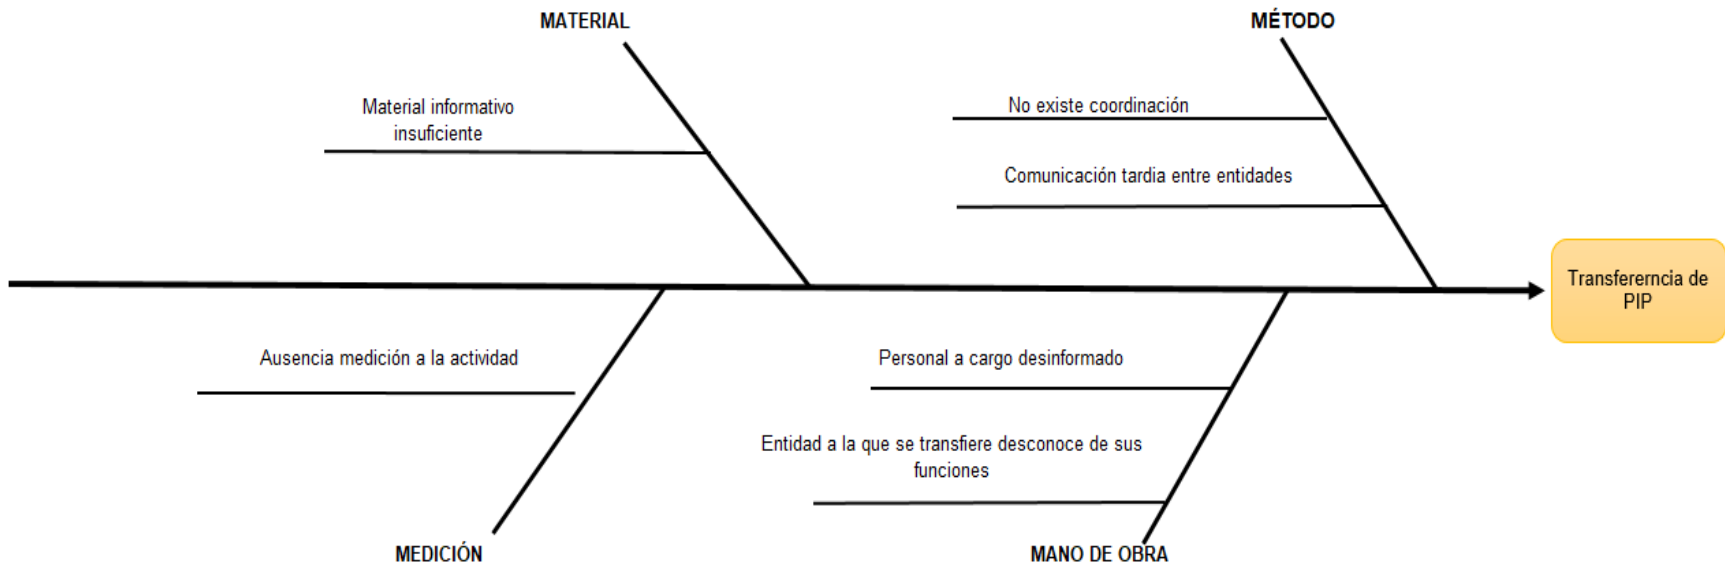 MATERIAL
MÉTODO
Material informativo
insuficiente
No existe coordinación
Comunicación tardia entre entidades
Transfererncia de
PIP
Ausencia medición a la actividad
Personal a cargo desinformado
Entidad a la que se transfiere desconoce de sus
funciones
MEDICIÓN
MANO DE OBRA